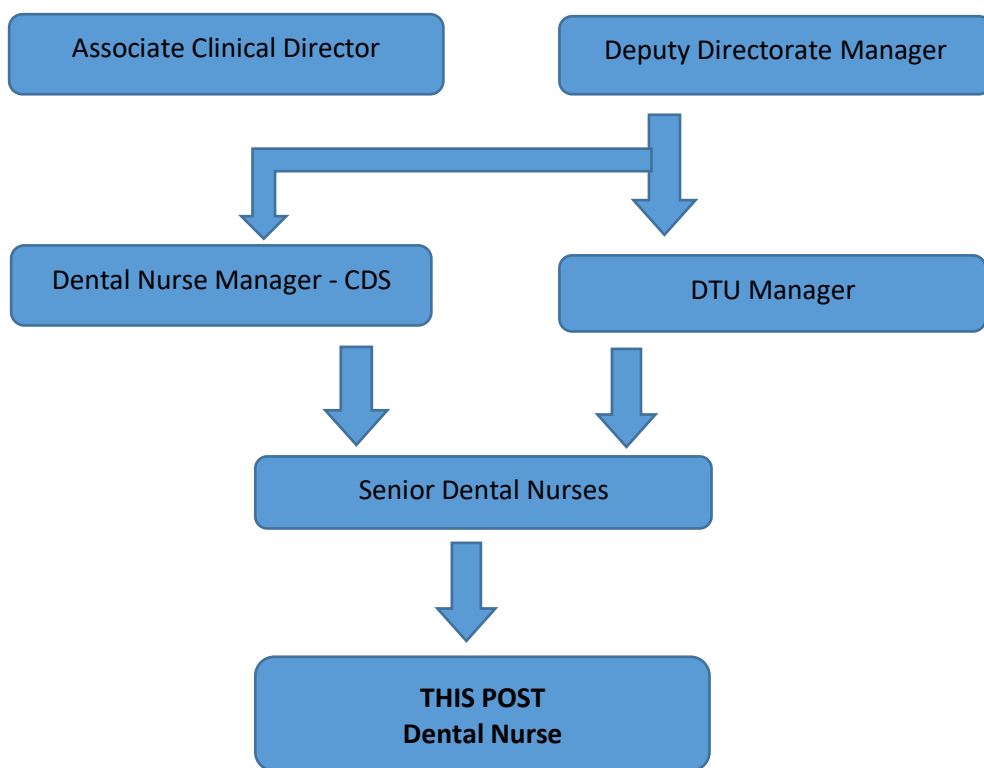 Associate Clinical Director
Deputy Directorate Manager
Dental Nurse Manager - CDS
DTU Manager
Senior Dental Nurses
THIS POST
Dental Nurse